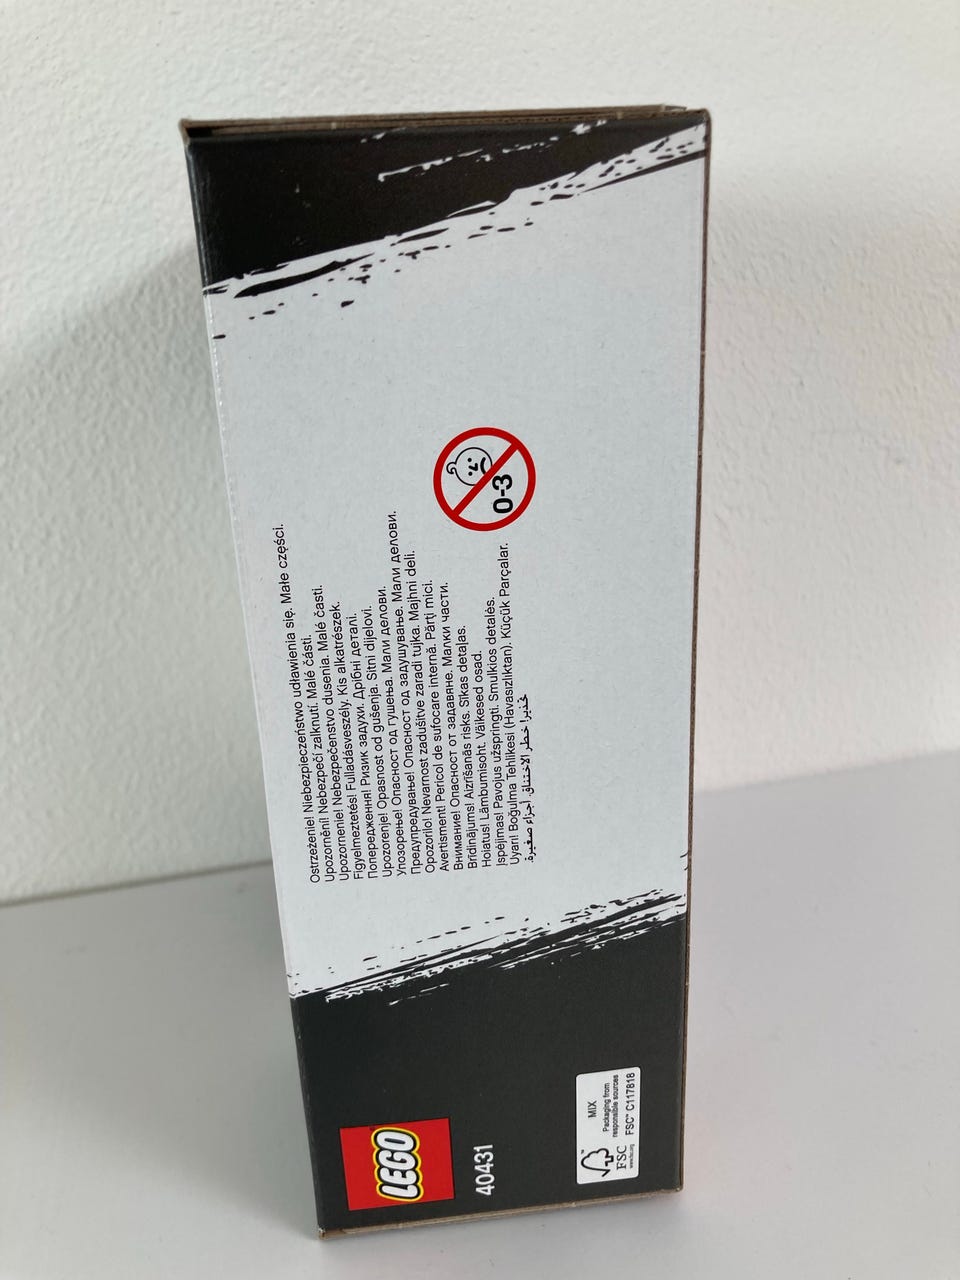 Ostrzeżenie! Niebezpieczeństwo udławienia się. Małe części.
Upozornění! Nebezpečí zalknutí. Malé části.
Upozornenie! Nebezpečenstvo dusenia. Malé časti.
Figyelmeztetés! Fulladásveszély. Kis alkatrészek.
Попередження! Ризик задухи. Дрібні деталі.
Upozorenje! Opasnost od gušenja. Sitni dijelovi.
Упозорење! Опасност од гушења. Мали делови.
Предупредување! Опасност од задушување. Мали делови.
Opozorilo! Nevarnost zadušitve zaradi tujka. Majhni deli.
Avertisment! Pericol de sufocare internă. Părți mici.
Внимание! Опасност от задавяне. Малки части.
Brīdinājums! Aizrīšanās risks. Sīkas detaļas.
Hoiatus! Lämbumisoht. Väikesed osad.
Įspėjimas! Pavojus užspringti. Smulkios detalės.
Uyarı! Boğulma Tehlikesi (Havasızlıktan). Küçük Parçalar.
تحذير! خطر الاختناق. أجزاء صغيرة.
0-3
LEGO
40431
FSC
www.fsc.org
MIX
Packaging from
responsible sources
FSC™ C117818